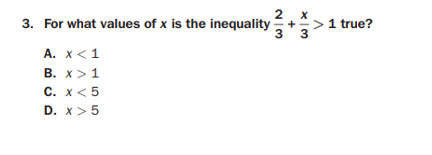 3. For what values of x is the inequality 2/3 + x/3 > 1 true?
A. x < 1
B. x > 1
C. x < 5
D. x > 5